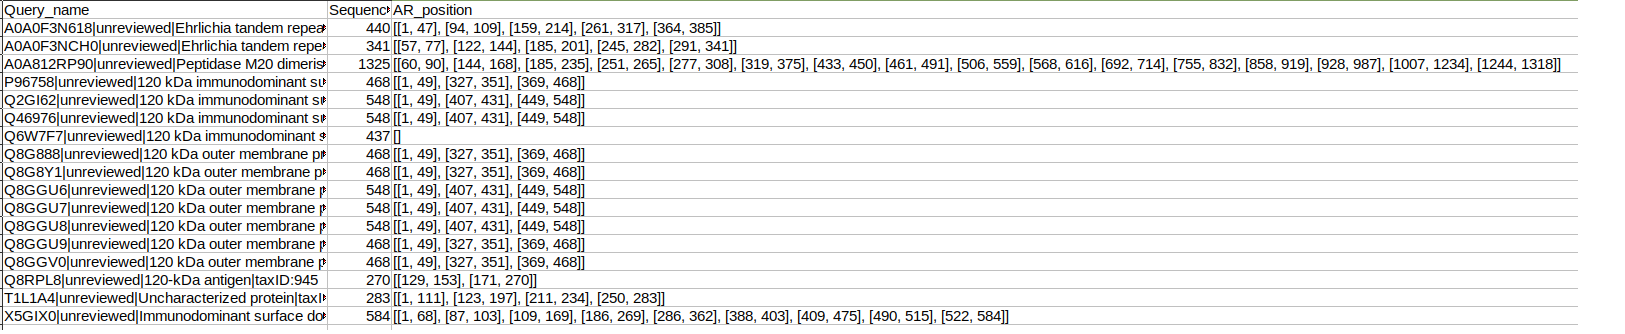 Query_name Sequenc AR_position
A0A0F3N618|unreviewed|Ehrlichia tandem repea 440 [[1, 47], [94, 109], [159, 214], [261, 317], [364, 385]]
A0A0F3NCH0|unreviewed|Ehrlichia tandem repe 341 [[57, 77], [122, 144], [185, 201], [245, 282], [291, 341]]
A0A812RP90|unreviewed|Peptidase M20 dimeris 1325 [[60, 90], [144, 168], [185, 235], [251, 265], [277, 308], [319, 375], [433, 450], [461, 491], [506, 559], [568, 616], [692, 714], [755, 832], [858, 919], [928, 987], [1007, 1234], [1244, 1318]]
P96758|unreviewed|120 kDa immunodominant su 468 [[1, 49], [327, 351], [369, 468]]
Q2GI62|unreviewed|120 kDa immunodominant su 548 [[1, 49], [407, 431], [449, 548]]
Q46976|unreviewed|120 kDa immunodominant su 548 [[1, 49], [407, 431], [449, 548]]
Q6W7F7|unreviewed|120 kDa immunodominant s 437 []
Q8G888|unreviewed|120 kDa outer membrane pr 468 [[1, 49], [327, 351], [369, 468]]
Q8G8Y1|unreviewed|120 kDa outer membrane p 468 [[1, 49], [327, 351], [369, 468]]
Q8GGU6|unreviewed|120 kDa outer membrane p 548 [[1, 49], [407, 431], [449, 548]]
Q8GGU7|unreviewed|120 kDa outer membrane p 548 [[1, 49], [407, 431], [449, 548]]
Q8GGU8|unreviewed|120 kDa outer membrane p 548 [[1, 49], [407, 431], [449, 548]]
Q8GGU9|unreviewed|120 kDa outer membrane p 468 [[1, 49], [327, 351], [369, 468]]
Q8GGV0|unreviewed|120 kDa outer membrane p 468 [[1, 49], [327, 351], [369, 468]]
Q8RPL8|unreviewed|120-kDa antigen|taxID:945 270 [[129, 153], [171, 270]]
T1L1A4|unreviewed|Uncharacterized protein|taxI 283 [[1, 111], [123, 197], [211, 234], [250, 283]]
X5GIX0|unreviewed|Immunodominant surface do 584 [[1, 68], [87, 103], [109, 169], [186, 269], [286, 362], [388, 403], [409, 475], [490, 515], [522, 584]]